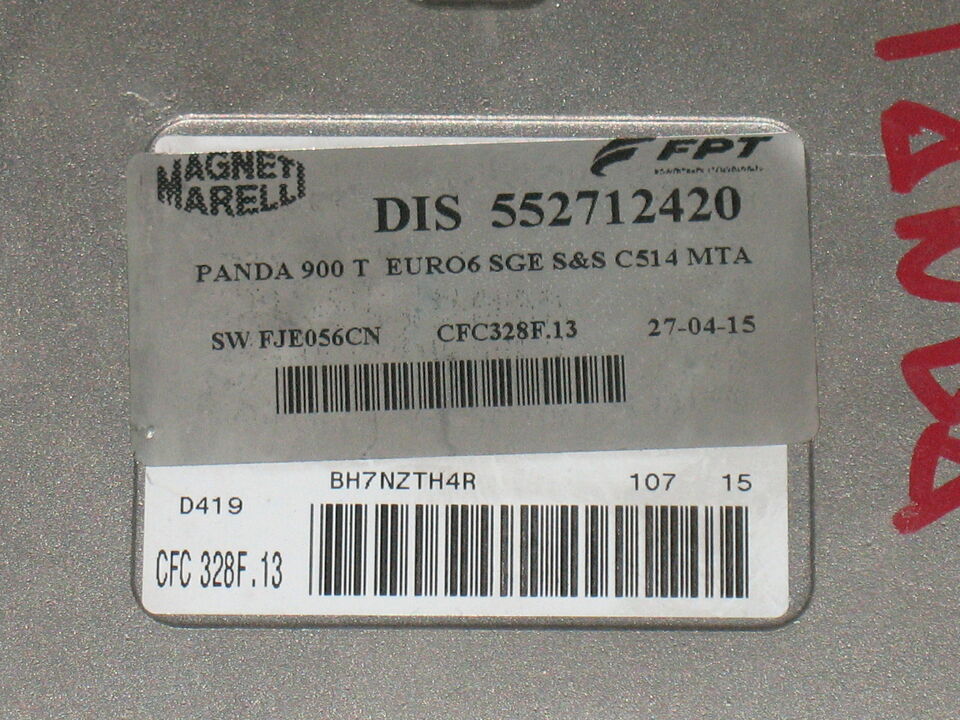 MAGNETI
MARELLI
FPT
DIS 552712420
PANDA 900 T EURO6 SGE S&S C514 MTA
SW FJE056CN CFC328F.13 27-04-15
BH7NZTH4R 107 15
D419
CFC 328F.13
PANDA